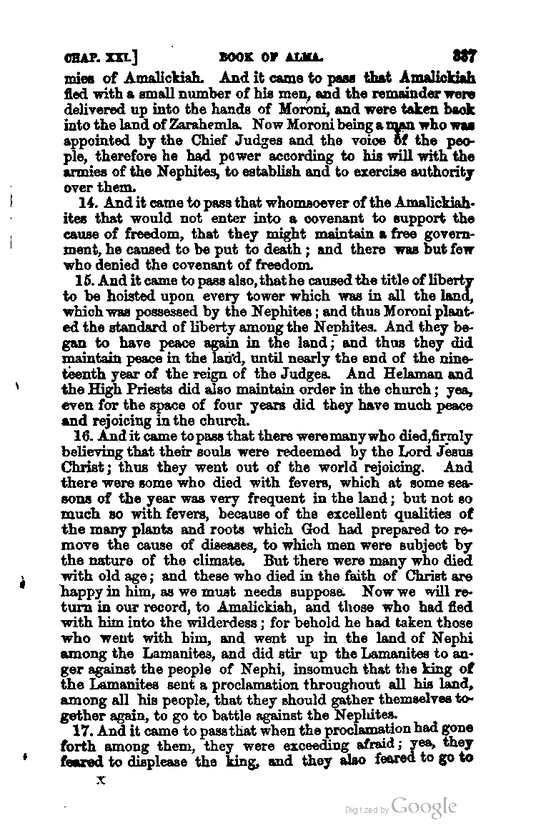 CHAP. XXI.] BOOK OF ALMA. 337
mies of Amalickiah. And it came to pass that Amalickiah
fled with a small number of his men, and the remainder were
delivered up into the hands of Moroni, and were taken back
into the land of Zarahemla. Now Moroni being a man who was
appointed by the Chief Judges and the voice of the peo-
ple, therefore he had power according to his will with the
armies of the Nephites, to establish and to exercise authority
over them.
14. And it came to pass that whomsoever of the Amalickiah-
ites that would not enter into a covenant to support the
cause of freedom, that they might maintain a free govern-
ment, he caused to be put to death; and there was but few
who denied the covenant of freedom.
15. And it came to pass also, that he caused the title of liberty
to be hoisted upon every tower which was in all the land,
which was possessed by the Nephites; and thus Moroni plant-
ed the standard of liberty among the Nephites. And they be-
gan to have peace again in the land; and thus they did
maintain peace in the land, until nearly the end of the nine-
teenth year of the reign of the Judges. And Helaman and
the High Priests did also maintain order in the church; yea,
even for the space of four years did they have much peace
and rejoicing in the church.
16. And it came to pass that there were many who died, firmly
believing that their souls were redeemed by the Lord Jesus
Christ; thus they went out of the world rejoicing. And
there were some who died with fevers, which at some sea-
sons of the year was very frequent in the land; but not so
much so with fevers, because of the excellent qualities of
the many plants and roots which God had prepared to re-
move the cause of diseases, to which men were subject by
the nature of the climate. But there were many who died
with old age; and these who died in the faith of Christ are
happy in him, as we must needs suppose. Now we will re-
turn in our record, to Amalickiah, and those who had fled
with him into the wilderdess; for behold he had taken those
who went with him, and went up in the land of Nephi
among the Lamanites, and did stir up the Lamanites to an-
ger against the people of Nephi, insomuch that the king of
the Lamanites sent a proclamation throughout all his land,
among all his people, that they should gather themselves to-
gether again, to go to battle against the Nephites.
17. And it came to pass that when the proclamation had gone
forth among them, they were exceeding afraid; yea, they
feared to displease the king, and they also feared to go to
X
Digitized by Google